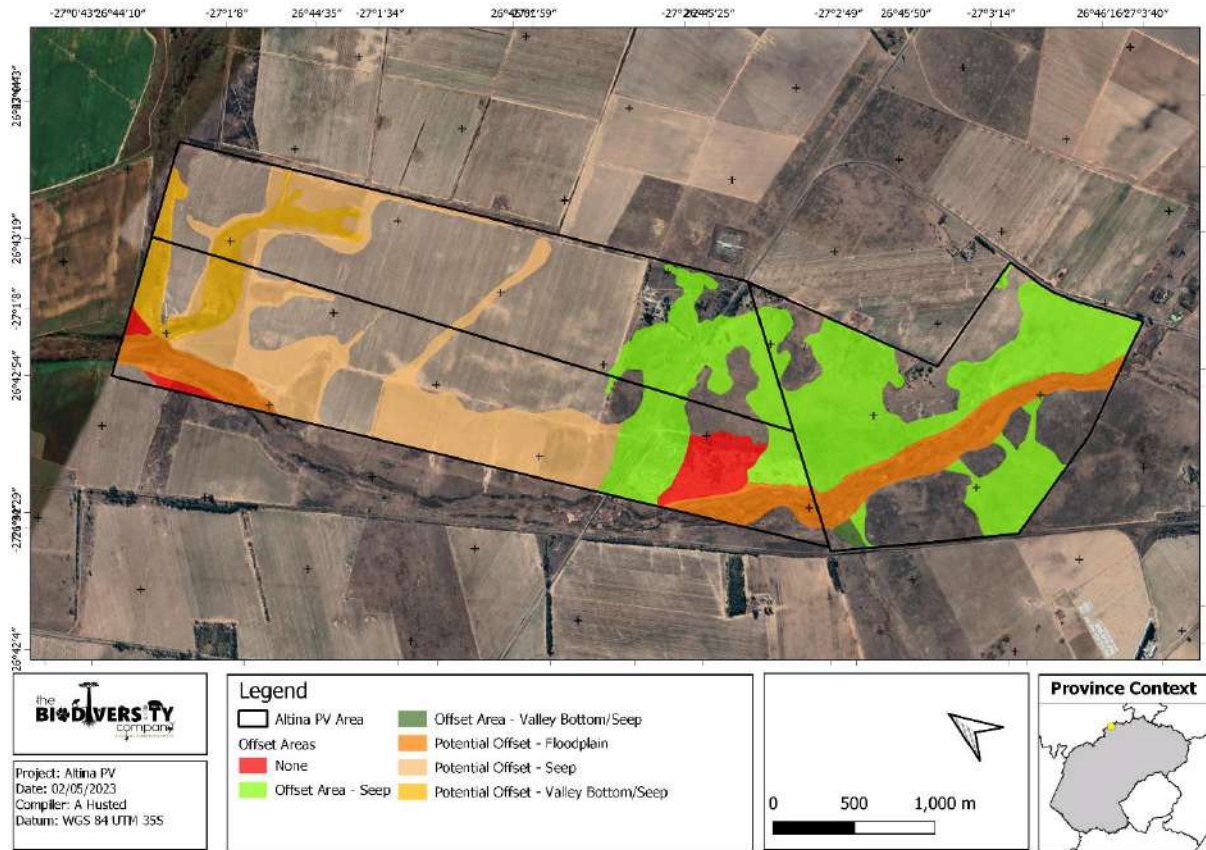 -27°0'43"26°44'10"
-27°1'8"
26°44'35"
-27°1'34"
-27°2'49"
26°45'50"
-27°3'14"
26°46'16"-27°3'40"
26°43'19"
-27°1'8"
26°42'54"
26°42'4"
Legend
Altina PV Area
Offset Areas
None
Offset Area - Seep
Offset Area - Valley Bottom/Seep
Potential Offset - Floodplain
Potential Offset - Seep
Potential Offset - Valley Bottom/Seep
the
BIODIVERSITY
company
Project: Altina PV
Date: 02/05/2023
Compiler: A Husted
Datum: WGS 84 UTM 35S
0 500 1,000 m
Province Context